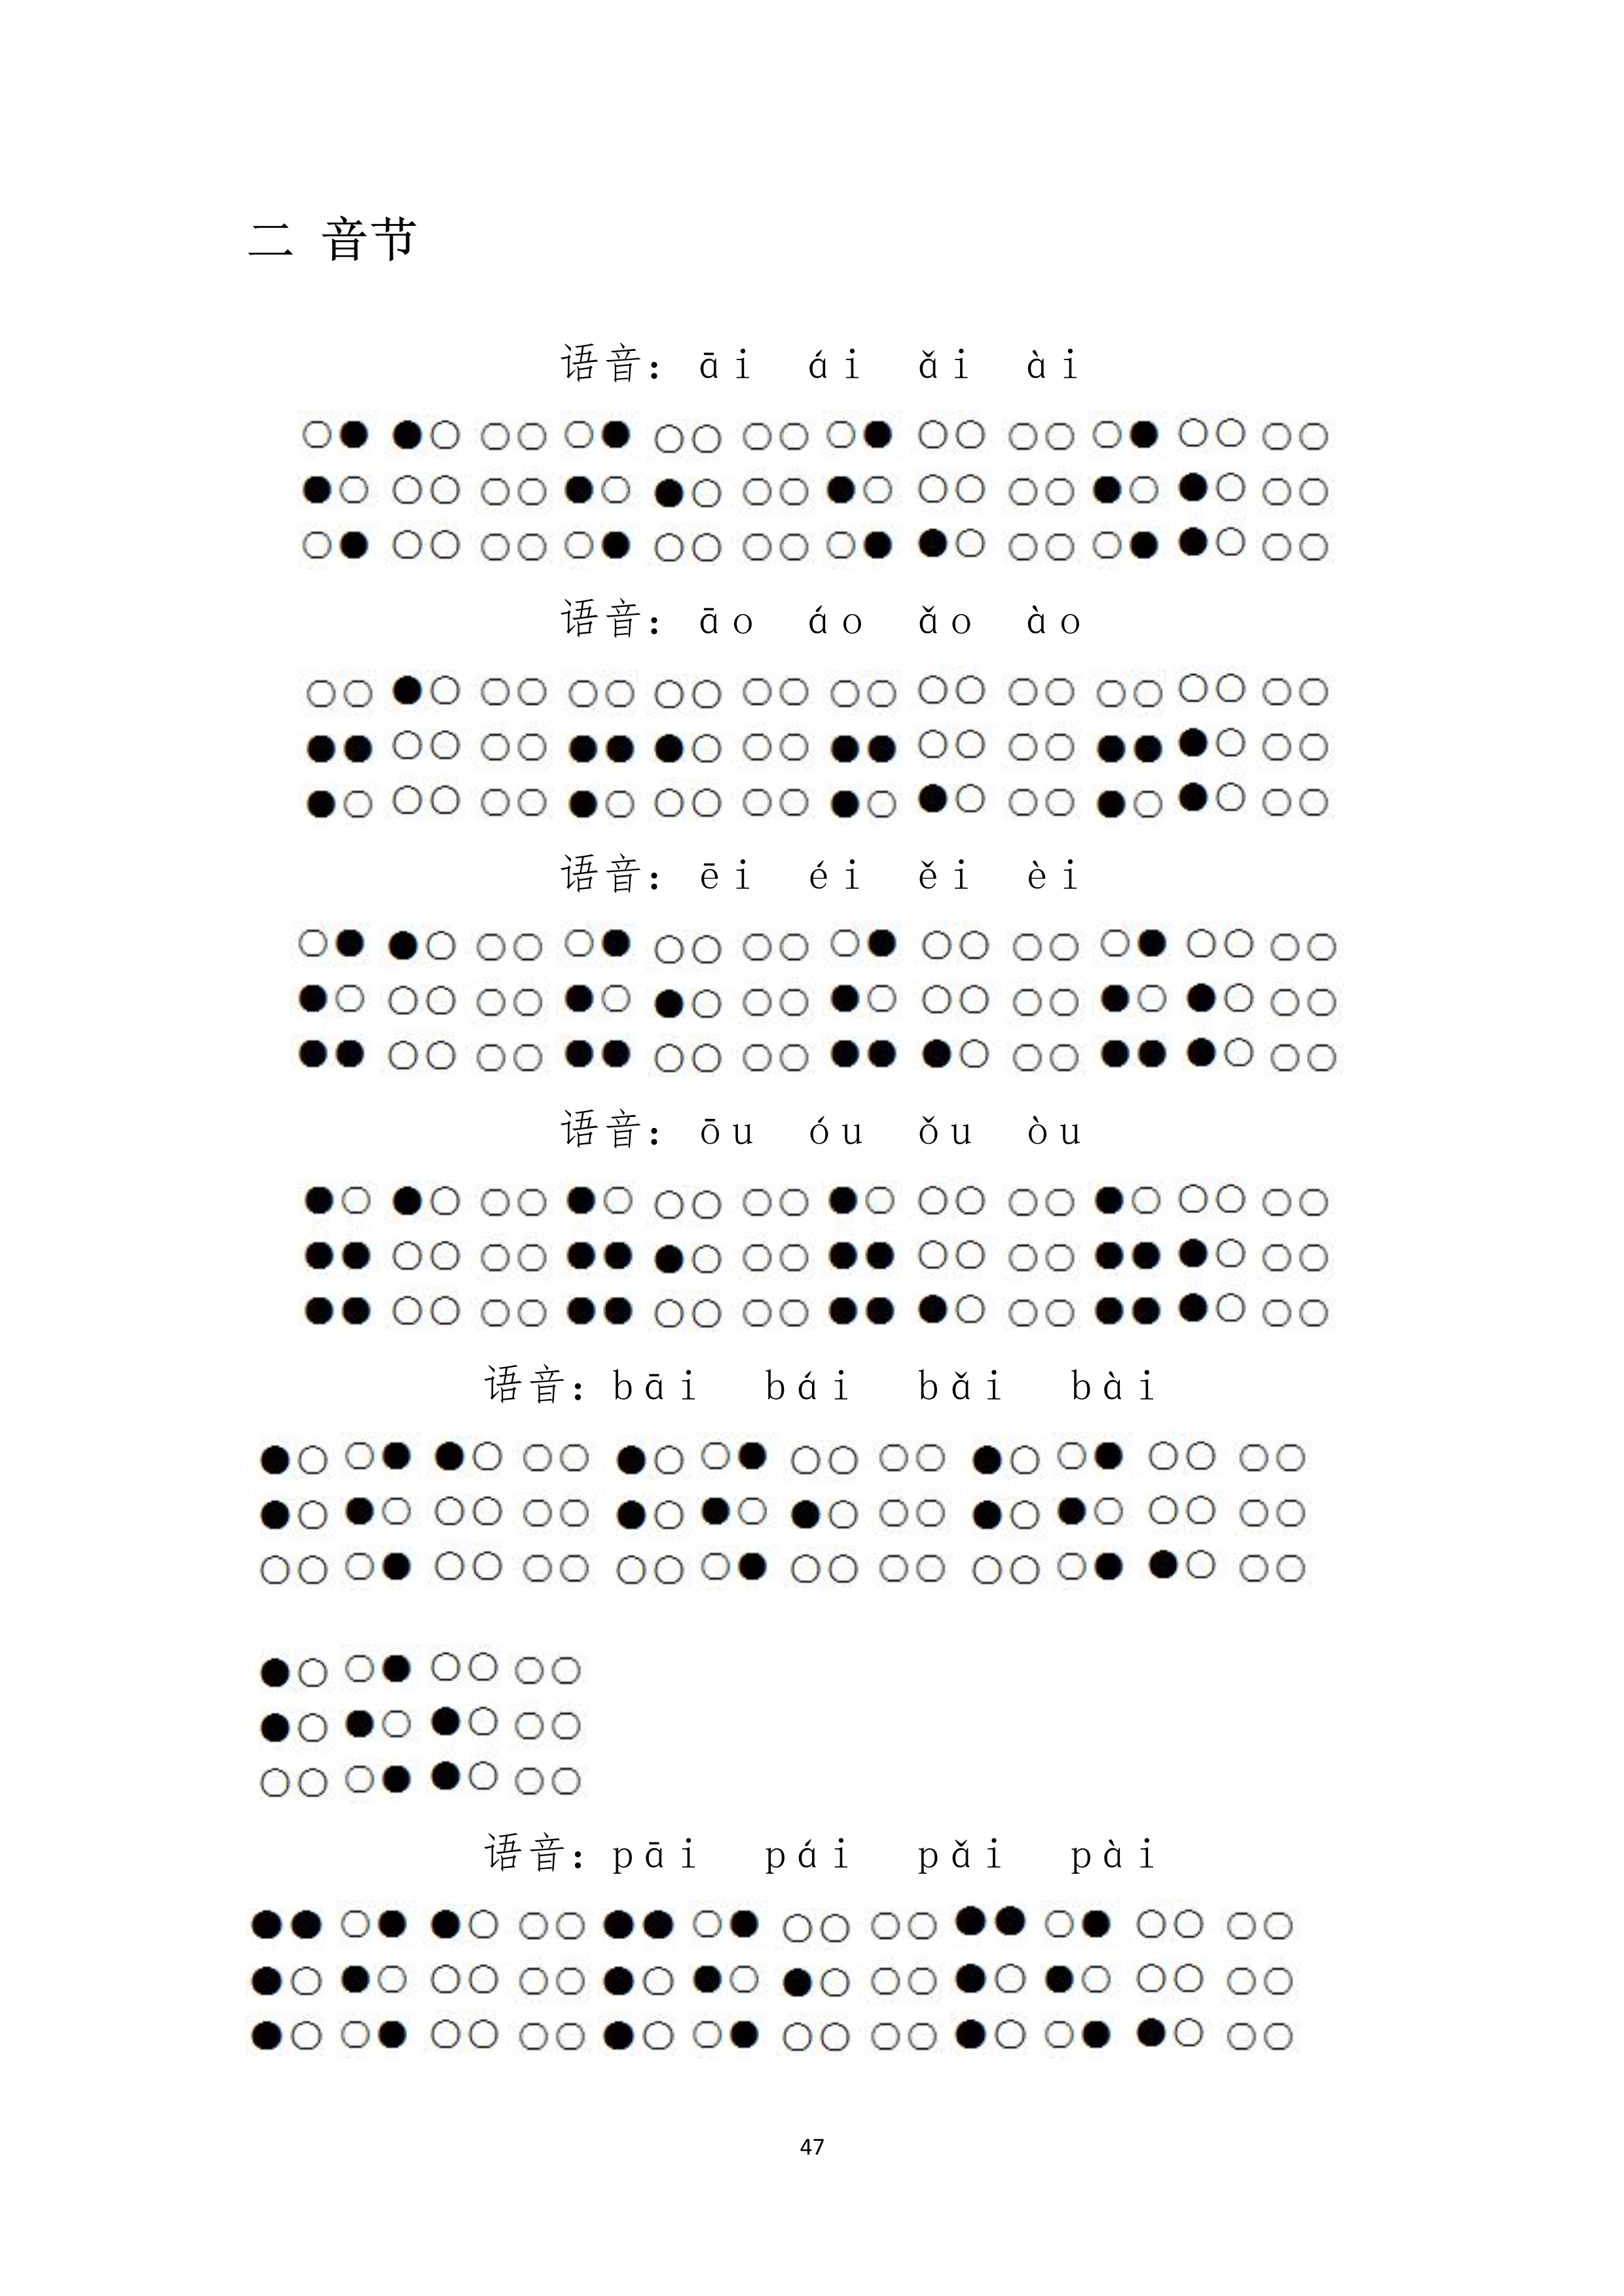 二 音节
语音：āi ái ǎi ài
语音：āo áo ǎo ào
语音：ēi éi ěi èi
语音：ōu óu ǒu òu
语音：bāi bái bǎi bài
语音：pāi pái pǎi pài
47